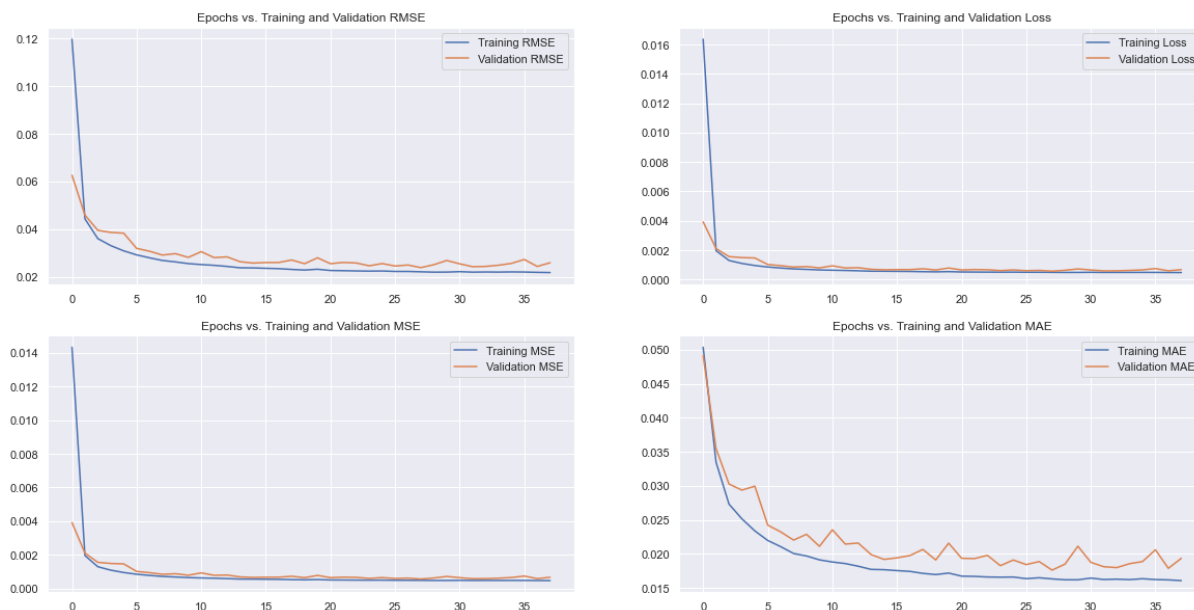 Epochs vs. Training and Validation RMSE
Training RMSE
Validation RMSE
0.12
0.10
0.08
0.06
0.04
0.02
0 5 10 15 20 25 30 35
Epochs vs. Training and Validation Loss
Training Loss
Validation Loss
0.016
0.014
0.012
0.010
0.008
0.006
0.004
0.002
0.000
0 5 10 15 20 25 30 35
Epochs vs. Training and Validation MSE
Training MSE
Validation MSE
0.014
0.012
0.010
0.008
0.006
0.004
0.002
0.000
0 5 10 15 20 25 30 35
Epochs vs. Training and Validation MAE
Training MAE
Validation MAE
0.050
0.045
0.040
0.035
0.030
0.025
0.020
0.015
0 5 10 15 20 25 30 35